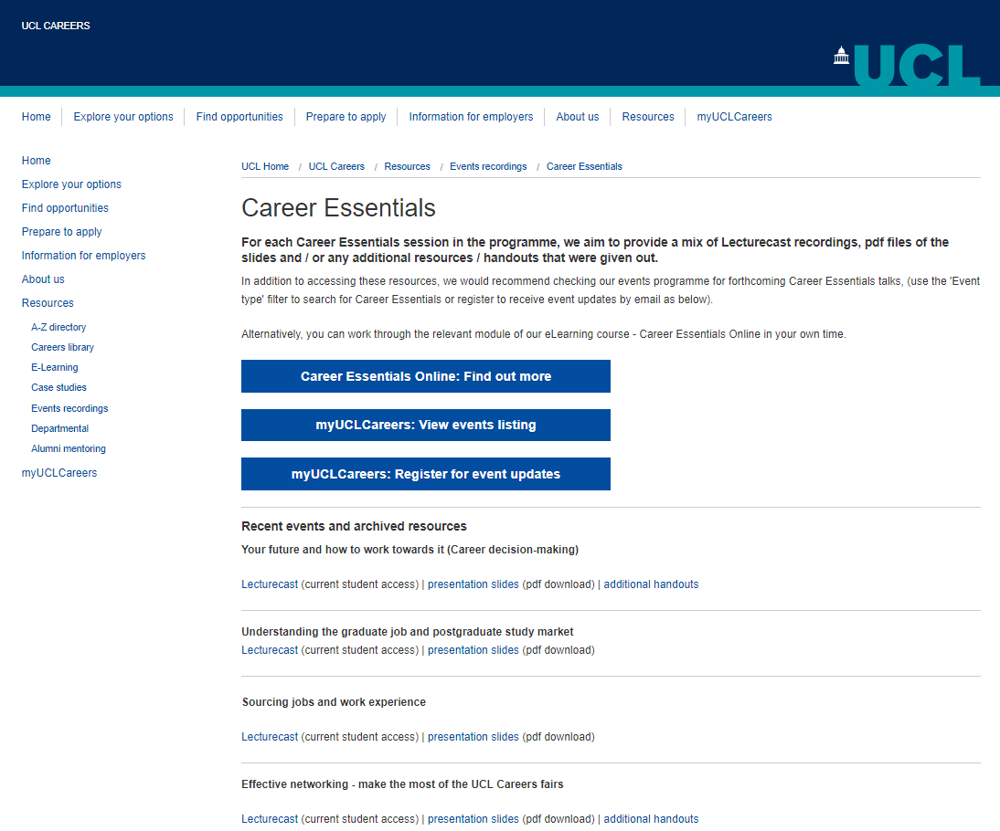 UCL CAREERS
UCL
Home
Explore your options
Find opportunities
Prepare to apply
Information for employers
About us
Resources
myUCLCareers
Home
Explore your options
Find opportunities
Prepare to apply
Information for employers
About us
Resources
A-Z directory
Careers library
E-Learning
Case studies
Events recordings
Departmental
Alumni mentoring
myUCLCareers
UCL Home / UCL Careers / Resources / Events recordings / Career Essentials
Career Essentials
For each Career Essentials session in the programme, we aim to provide a mix of Lecturecast recordings, pdf files of the
slides and / or any additional resources / handouts that were given out.
In addition to accessing these resources, we would recommend checking our events programme for forthcoming Career Essentials talks, (use the 'Event
type' filter to search for Career Essentials or register to receive event updates by email as below).
Alternatively, you can work through the relevant module of our eLearning course - Career Essentials Online in your own time.
Career Essentials Online: Find out more
myUCLCareers: View events listing
myUCLCareers: Register for event updates
Recent events and archived resources
Your future and how to work towards it (Career decision-making)
Lecturecast (current student access) | presentation slides (pdf download) | additional handouts
Understanding the graduate job and postgraduate study market
Lecturecast (current student access) | presentation slides (pdf download)
Sourcing jobs and work experience
Lecturecast (current student access) | presentation slides (pdf download)
Effective networking - make the most of the UCL Careers fairs
Lecturecast (current student access) | presentation slides (pdf download) | additional handouts